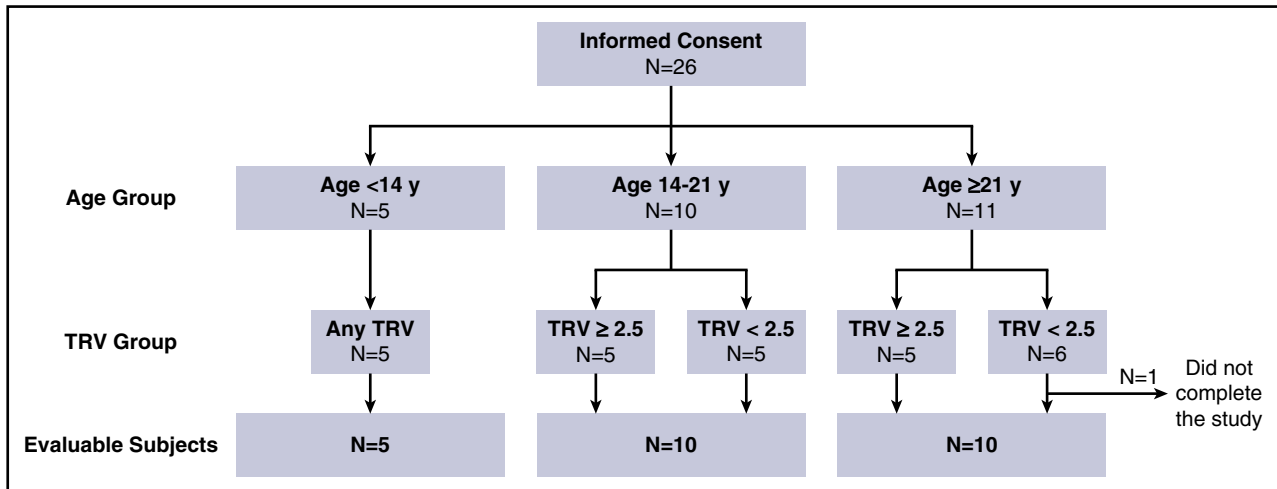 Informed Consent
N=26
Age Group
Age <14 y
N=5
Age 14-21 y
N=10
Age ≥21 y
N=11
TRV Group
Any TRV
N=5
TRV ≥ 2.5
N=5
TRV < 2.5
N=5
TRV ≥ 2.5
N=5
TRV < 2.5
N=6
N=1
Did not
complete
the study
Evaluable Subjects
N=5
N=10
N=10